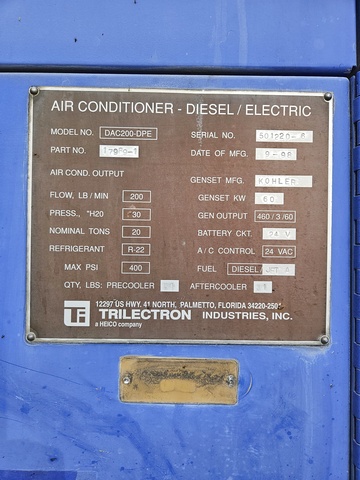 AIR CONDITIONER - DIESEL / ELECTRIC
MODEL NO. DAC200-DPE
PART NO.
SERIAL NO.
DATE OF MFG. 9-96
AIR COND. OUTPUT
FLOW, LB / MIN 200
PRESS., "H20 30
NOMINAL TONS 20
REFRIGERANT R-22
MAX PSI 400
QTY, LBS: PRECOOLER
GENSET MFG. KOHLER
GENSET KW 60
GEN OUTPUT 460 / 3 / 60
BATTERY CKT. 24 V
A / C CONTROL 24 VAC
FUEL DIESEL /
AFTERCOOLER
12297 US HWY. 41 NORTH, PALMETTO, FLORIDA 34220-250
TRILECTRON INDUSTRIES, INC.
a HEICO company